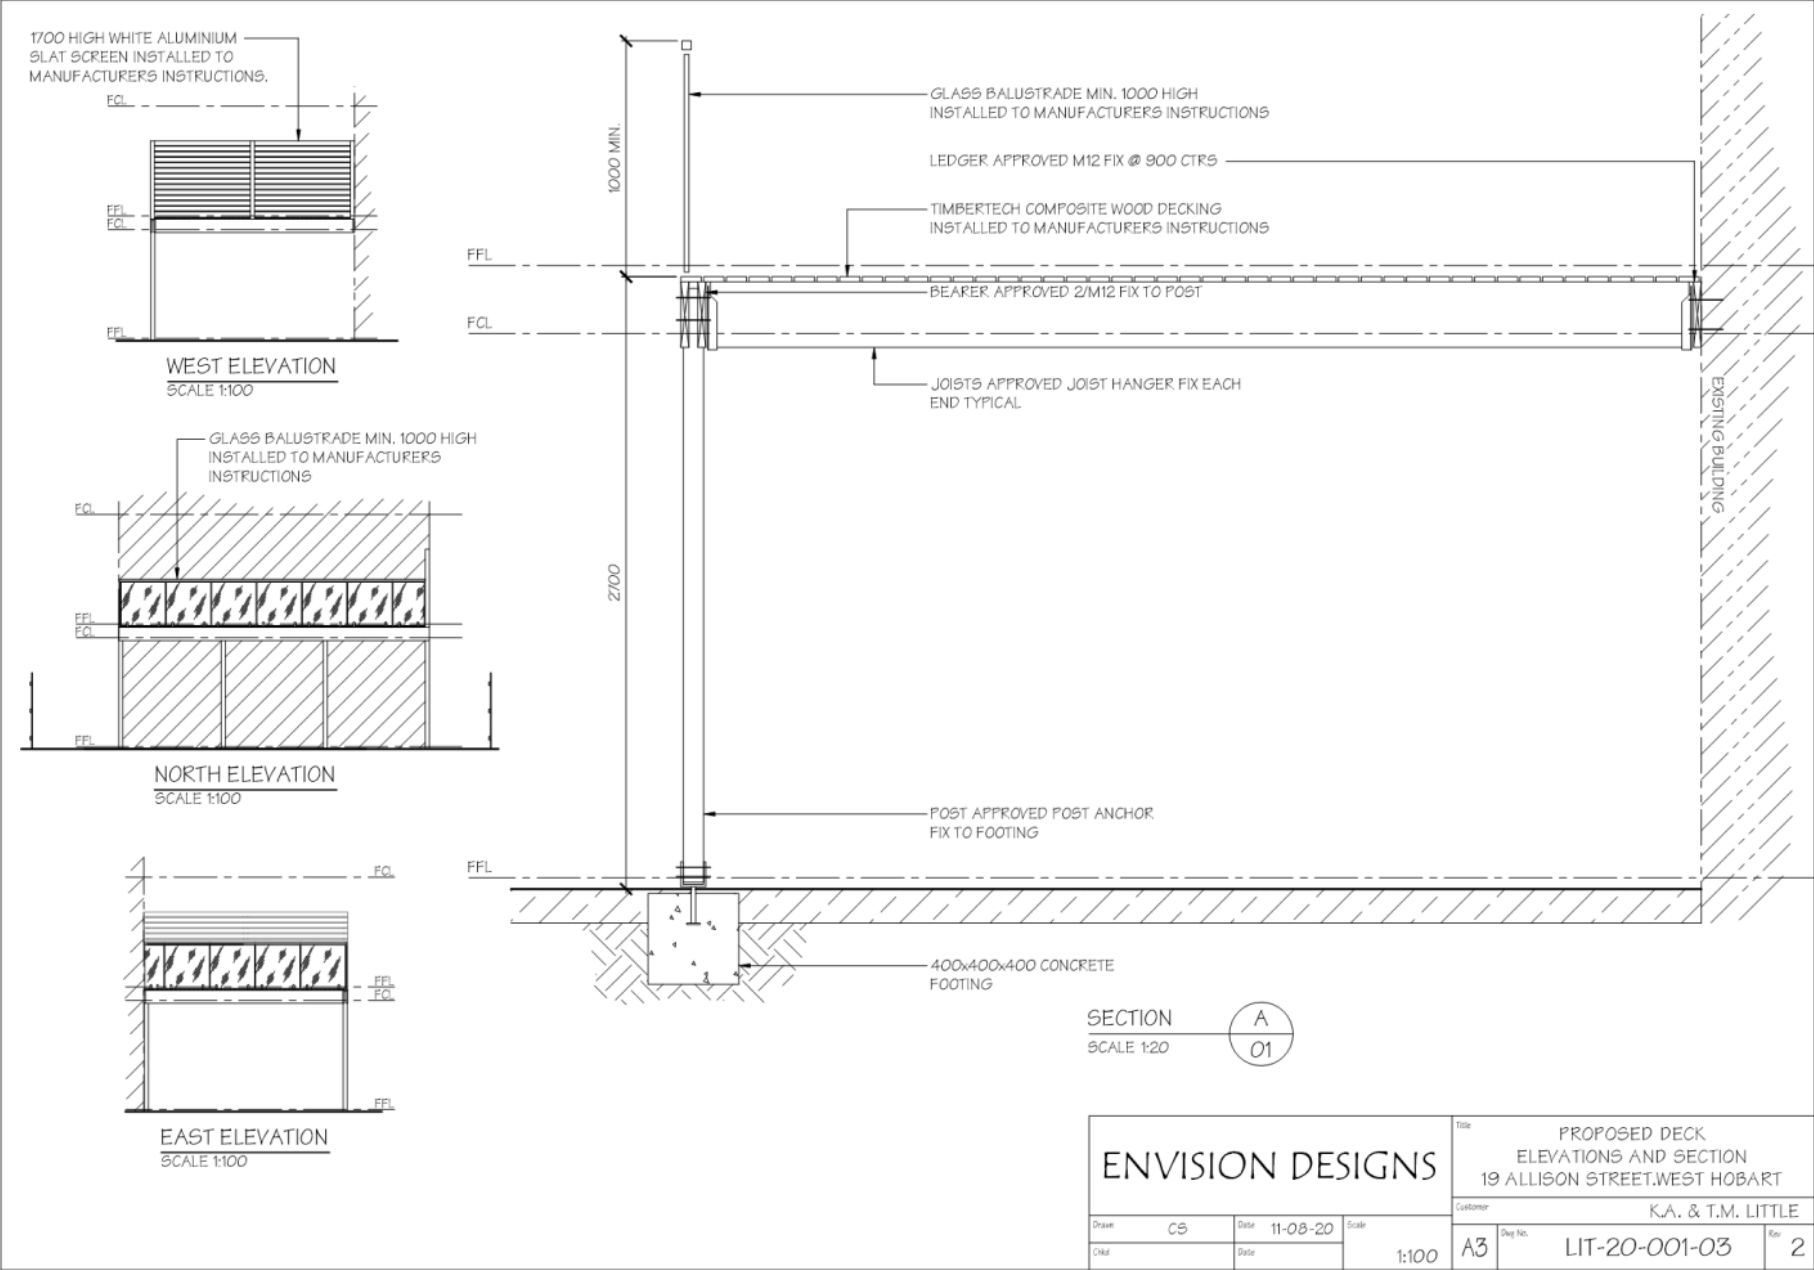 1700 HIGH WHITE ALUMINIUM
SLAT SCREEN INSTALLED TO
MANUFACTURERS INSTRUCTIONS.
FCL
FFL
FCL
FFL
WEST ELEVATION
SCALE 1:100
GLASS BALUSTRADE MIN. 1000 HIGH
INSTALLED TO MANUFACTURERS
INSTRUCTIONS
FCL
FFL
FCL
FFL
NORTH ELEVATION
SCALE 1:100
FCL
FFL
FCL
FFL
EAST ELEVATION
SCALE 1:100
1000 MIN.
2700
GLASS BALUSTRADE MIN. 1000 HIGH
INSTALLED TO MANUFACTURERS INSTRUCTIONS
LEDGER APPROVED M12 FIX @ 900 CTRS
TIMBERTECH COMPOSITE WOOD DECKING
INSTALLED TO MANUFACTURERS INSTRUCTIONS
FFL
BEARER APPROVED 2/M12 FIX TO POST
FCL
JOISTS APPROVED JOIST HANGER FIX EACH
END TYPICAL
EXISTING BUILDING
POST APPROVED POST ANCHOR
FIX TO FOOTING
FFL
400x400x400 CONCRETE
FOOTING
SECTION
SCALE 1:20
A
01
ENVISION DESIGNS
Title
PROPOSED DECK
ELEVATIONS AND SECTION
19 ALLISON STREET.WEST HOBART
Customer
K.A. & T.M. LITTLE
Drawn
CS
Date
11-08-20
Scale
1:100
Chkd
Date
A3
Dwg No.
LIT-20-001-03
Rev
2